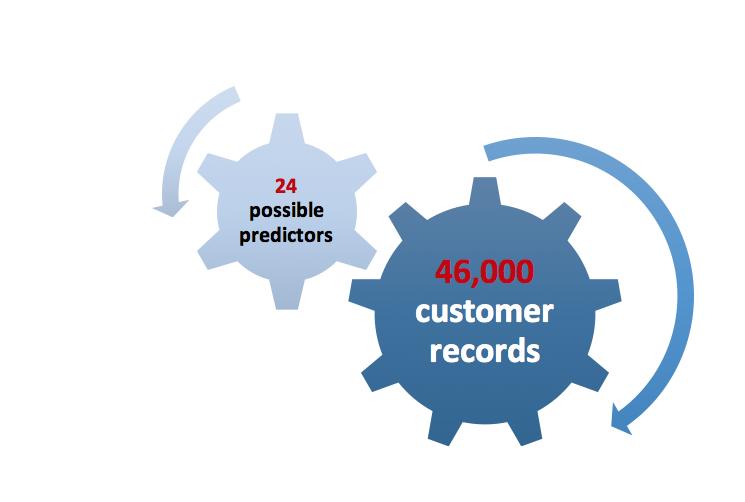 24
possible
predictors
46,000
customer
records